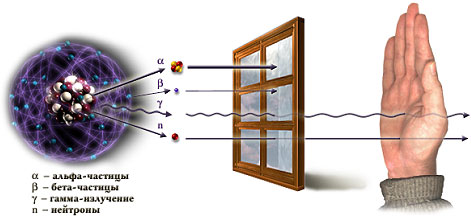 α
β
γ
n
α – альфа-частицы
β – бета-частицы
γ – гамма-излучение
n – нейтроны